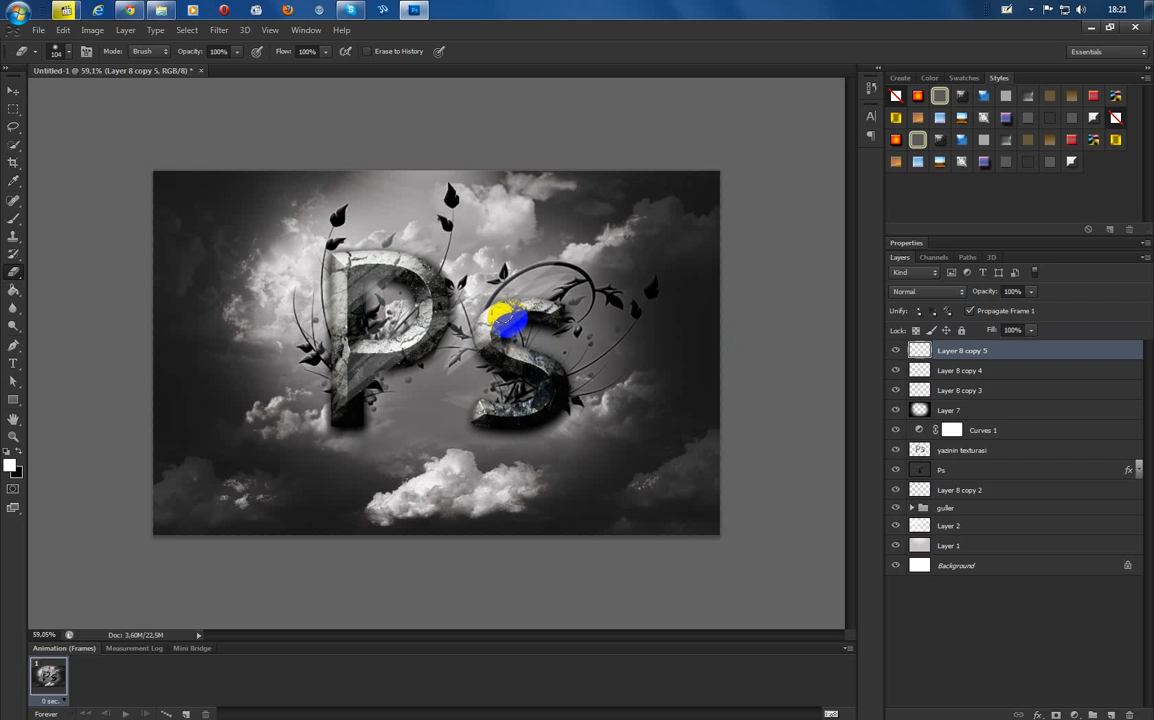 18:21
File Edit Image Layer Type Select Filter 3D View Window Help
104 Mode: Brush Opacity: 100% Flow: 100% Erase to History Essentials
Untitled-1 @ 59,1% (Layer 8 copy 5, RGB/8) *
Create Color Swatches Styles
PS
Properties
Layers Channels Paths 3D
Kind
Normal Opacity: 100%
Unify: Propagate Frame 1
Lock: Fill: 100%
Layer 8 copy 5
Layer 8 copy 4
Layer 8 copy 3
Layer 7
Curves 1
yazinin texturasi
Ps fx
Layer 8 copy 2
guller
Layer 2
Layer 1
Background
59,05% Doc: 3,60M/22,5M
Animation (Frames) Measurement Log Mini Bridge
1
0 sec.
Forever